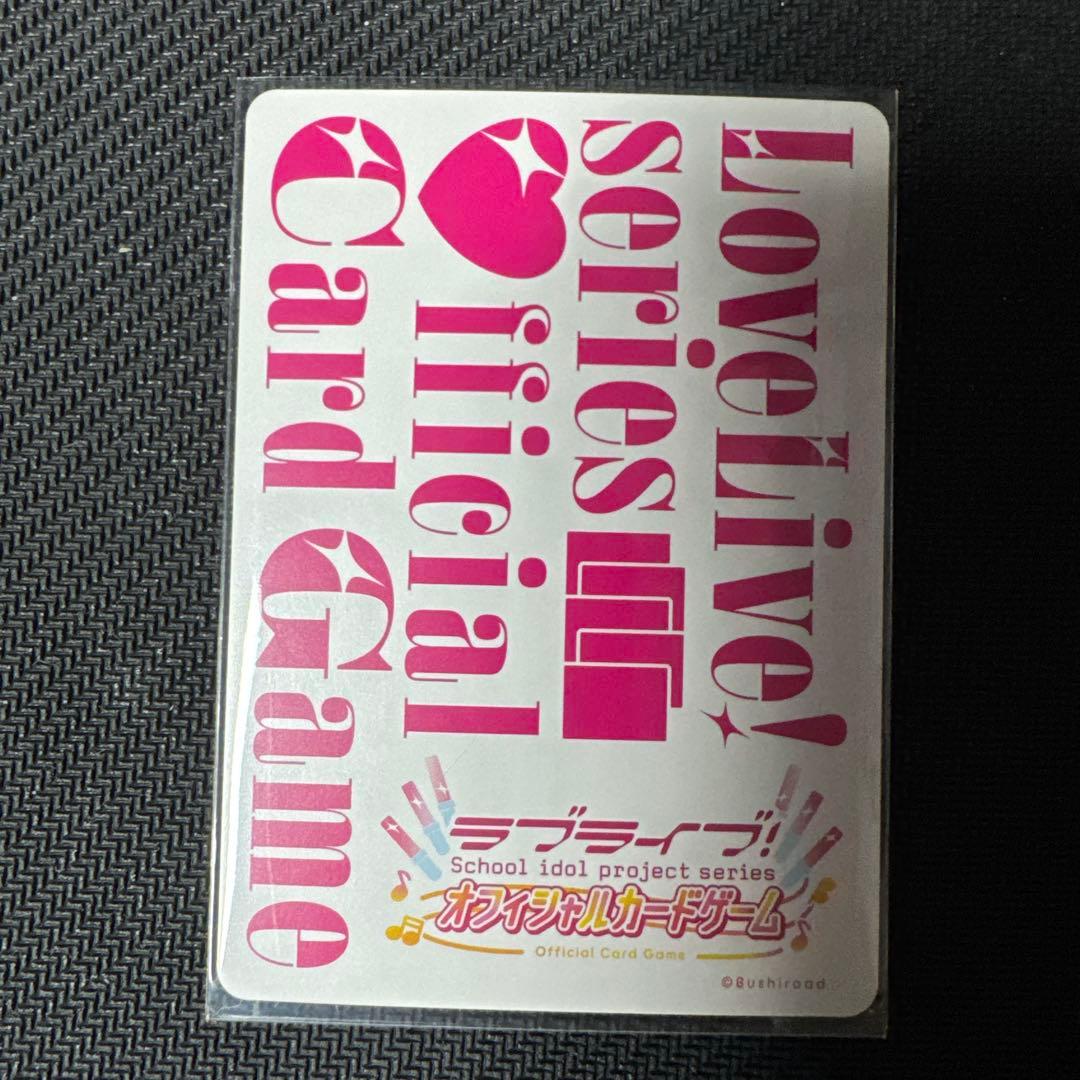 LoveLive!
series
fficial
Card Game
ラブライブ!
School idol project series
オフィシャルカードゲーム
Official Card Game
©Bushiroad